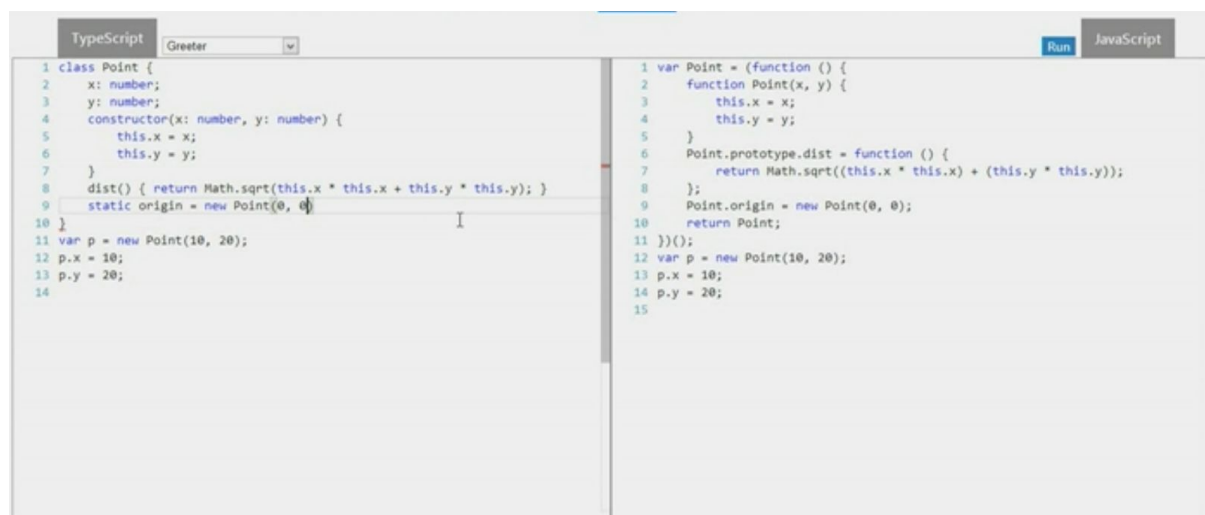 TypeScript
Greeter
Run
JavaScript
1 class Point {
2     x: number;
3     y: number;
4     constructor(x: number, y: number) {
5         this.x = x;
6         this.y = y;
7     }
8     dist() { return Math.sqrt(this.x * this.x + this.y * this.y); }
9     static origin = new Point(0, 0)
10 }
11 var p = new Point(10, 20);
12 p.x = 10;
13 p.y = 20;
14
1 var Point = (function () {
2     function Point(x, y) {
3         this.x = x;
4         this.y = y;
5     }
6     Point.prototype.dist = function () {
7         return Math.sqrt((this.x * this.x) + (this.y * this.y));
8     };
9     Point.origin = new Point(0, 0);
10     return Point;
11 })();
12 var p = new Point(10, 20);
13 p.x = 10;
14 p.y = 20;
15